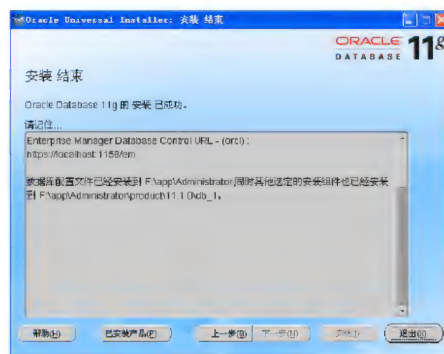 Oracle Universal Installer: 安装 结束
ORACLE 11g
DATABASE
安装 结束
Oracle Database 11g 的 安装 已成功。
请记住...
Enterprise Manager Database Control URL - (orcl) :
https://localhost:1158/em
数据库配置文件已经安装到 F:\app\Administrator,同时其他选定的安装组件也已经安装
到 F:\app\Administrator\product\11.1.0\db_1。
帮助(H) 已安装产品(P) 上一步(B) 下一步(N) 安装(I) 退出(X)